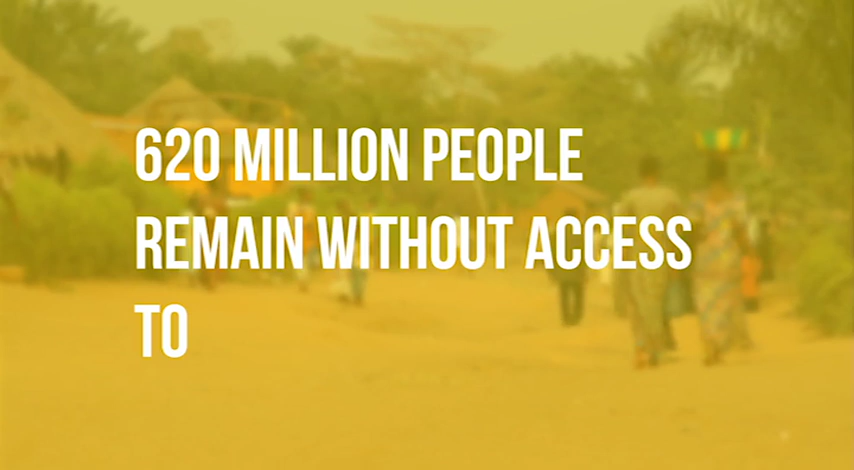 620 MILLION PEOPLE
REMAIN WITHOUT ACCESS
TO